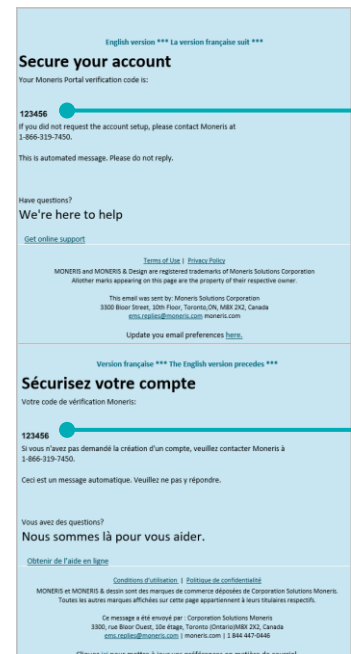 English version *** La version française suit ***
Secure your account
Your Moneris Portal verification code is:
123456
If you did not request the account setup, please contact Moneris at
1-866-319-7450.
This is automated message. Please do not reply.
Have questions?
We're here to help
Get online support
Terms of Use | Privacy Policy
MONERIS and MONERIS & Design are registered trademarks of Moneris Solutions Corporation
Allother marks appearing on this page are the property of their respective owner.
This email was sent by: Moneris Solutions Corporation
3300 Bloor Street, 10th Floor, Toronto,ON, M8X 2X2, Canada
ems.replies@moneris.com moneris.com
Update you email preferences here.
Version française *** The English version precedes ***
Sécurisez votre compte
Votre code de vérification Moneris:
123456
Si vous n'avez pas demandé la création d'un compte, veuillez contacter Moneris à
1-866-319-7450.
Ceci est un message automatique. Veuillez ne pas y répondre.
Vous avez des questions?
Nous sommes là pour vous aider.
Obtenir de l'aide en ligne
Conditions d'utilisation | Politique de confidentialité
MONERIS et MONERIS & dessin sont des marques de commerce déposées de Corporation Solutions Moneris.
Toutes les autres marques affichées sur cette page appartiennent à leurs titulaires respectifs.
Ce message a été envoyé par : Corporation Solutions Moneris
3300, rue Bloor Ouest, 10e étage, Toronto (Ontario)M8X 2X2, Canada
ems.replies@moneris.com | moneris.com | 1 844 447-0446